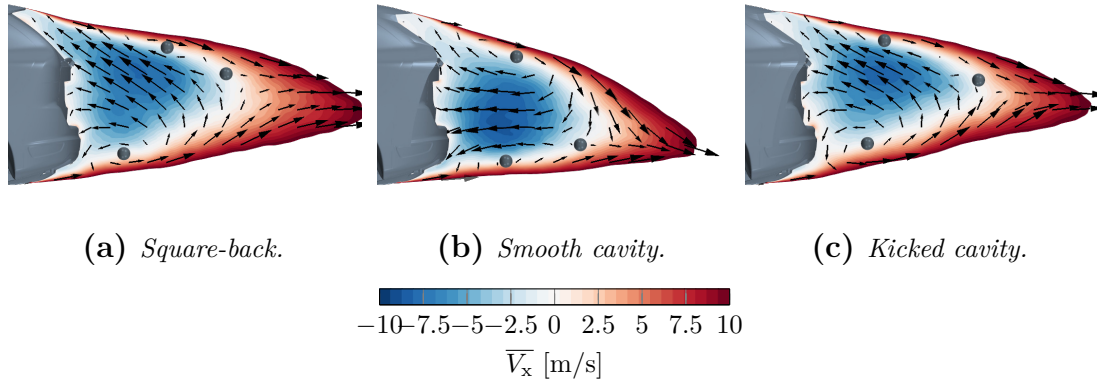 (a) Square-back.
(b) Smooth cavity.
(c) Kicked cavity.
−10 −7.5 −5 −2.5 0 2.5 5 7.5 10
V̅x̅ [m/s]